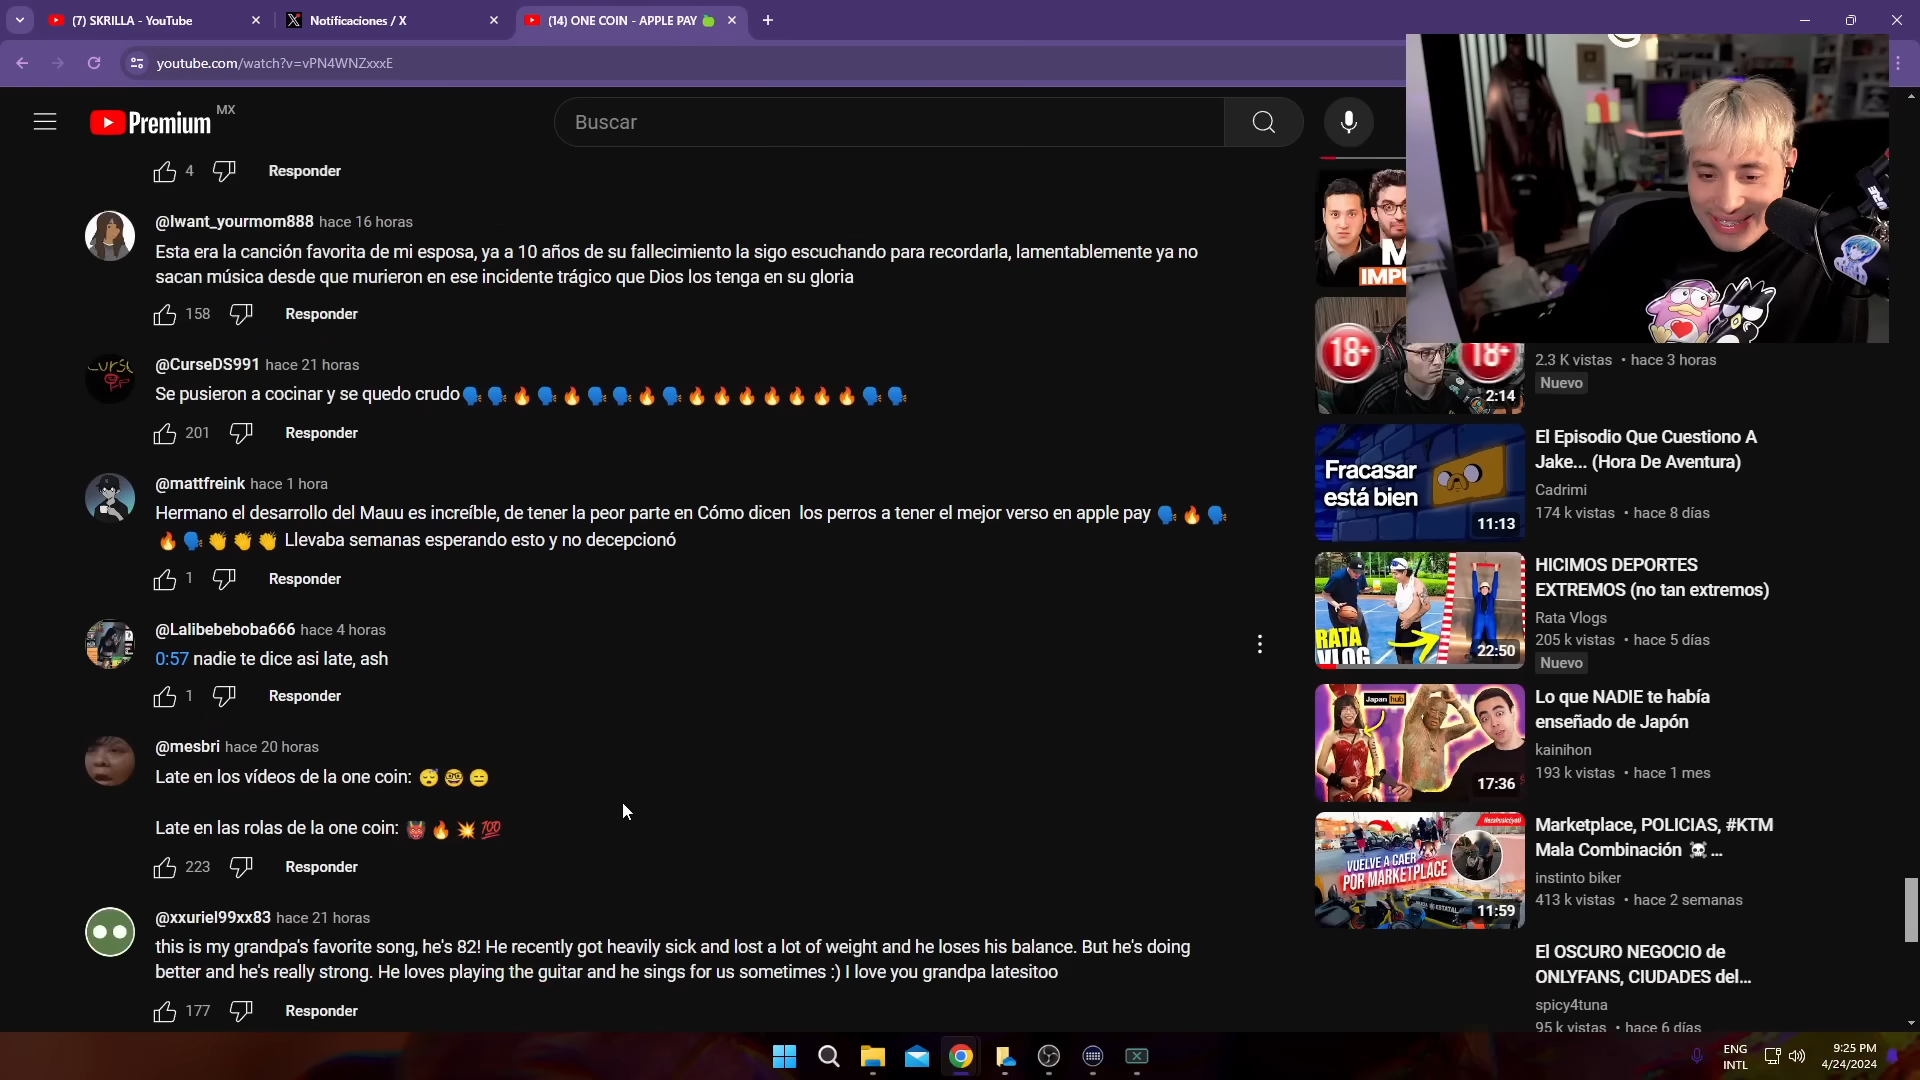 (7) SKRILLA - YouTube
Notificaciones / X
(14) ONE COIN - APPLE PAY 🍏
youtube.com/watch?v=vPN4WNZxxxE
Premium MX
Buscar
4 Responder
@Iwant_yourmom888 hace 16 horas
Esta era la canción favorita de mi esposa, ya a 10 años de su fallecimiento la sigo escuchando para recordarla, lamentablemente ya no
sacan música desde que murieron en ese incidente trágico que Dios los tenga en su gloria
158 Responder
@CurseDS991 hace 21 horas
Se pusieron a cocinar y se quedo crudo🗣️🗣️🔥🗣️🔥🗣️🗣️🔥🗣️🔥🔥🔥🔥🔥🔥🔥🗣️🗣️
201 Responder
@mattfreink hace 1 hora
Hermano el desarrollo del Mauu es increíble, de tener la peor parte en Cómo dicen los perros a tener el mejor verso en apple pay 🗣️🔥🗣️
🔥🗣️👏👏👏 Llevaba semanas esperando esto y no decepcionó
1 Responder
@Lalibebeboba666 hace 4 horas
0:57 nadie te dice asi late, ash
1 Responder
@mesbri hace 20 horas
Late en los vídeos de la one coin: 😴🤓😑
Late en las rolas de la one coin: 👹🔥💥💯
223 Responder
@xxuriel99xx83 hace 21 horas
this is my grandpa's favorite song, he's 82! He recently got heavily sick and lost a lot of weight and he loses his balance. But he's doing
better and he's really strong. He loves playing the guitar and he sings for us sometimes :) I love you grandpa latesitoo
177 Responder
M
IMPU
18+ 18+
2:14
2.3 K vistas • hace 3 horas
Nuevo
Fracasar
está bien
11:13
El Episodio Que Cuestiono A
Jake... (Hora De Aventura)
Cadrimi
174 k vistas • hace 8 días
RATA
VLOG
22:50
HICIMOS DEPORTES
EXTREMOS (no tan extremos)
Rata Vlogs
205 k vistas • hace 5 días
Nuevo
Japan hub
17:36
Lo que NADIE te había
enseñado de Japón
kainihon
193 k vistas • hace 1 mes
VUELVE A CAER
POR MARKETPLACE
ESTATAL
11:59
Marketplace, POLICIAS, #KTM
Mala Combinación ☠️...
instinto biker
413 k vistas • hace 2 semanas
El OSCURO NEGOCIO de
ONLYFANS, CIUDADES del...
spicy4tuna
95 k vistas • hace 6 días
ENG
INTL
9:25 PM
4/24/2024